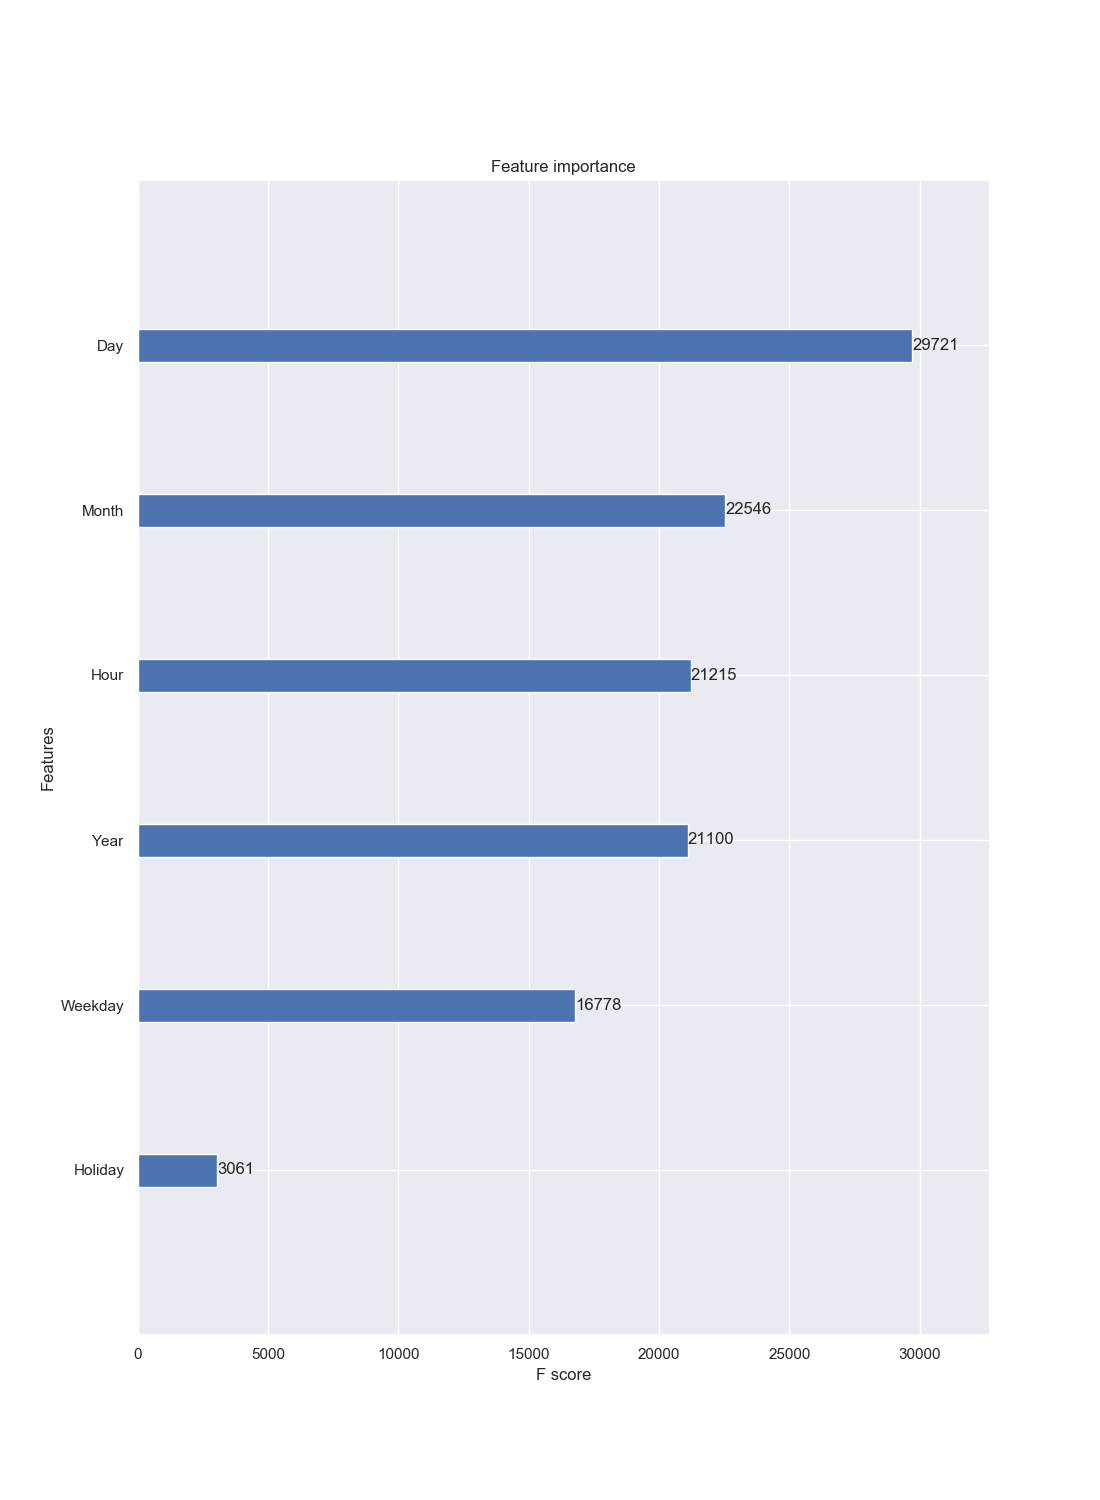 Feature importance
Day
29721
Month
22546
Hour
21215
Year
21100
Weekday
16778
Holiday
3061
Features
0 5000 10000 15000 20000 25000 30000
F score